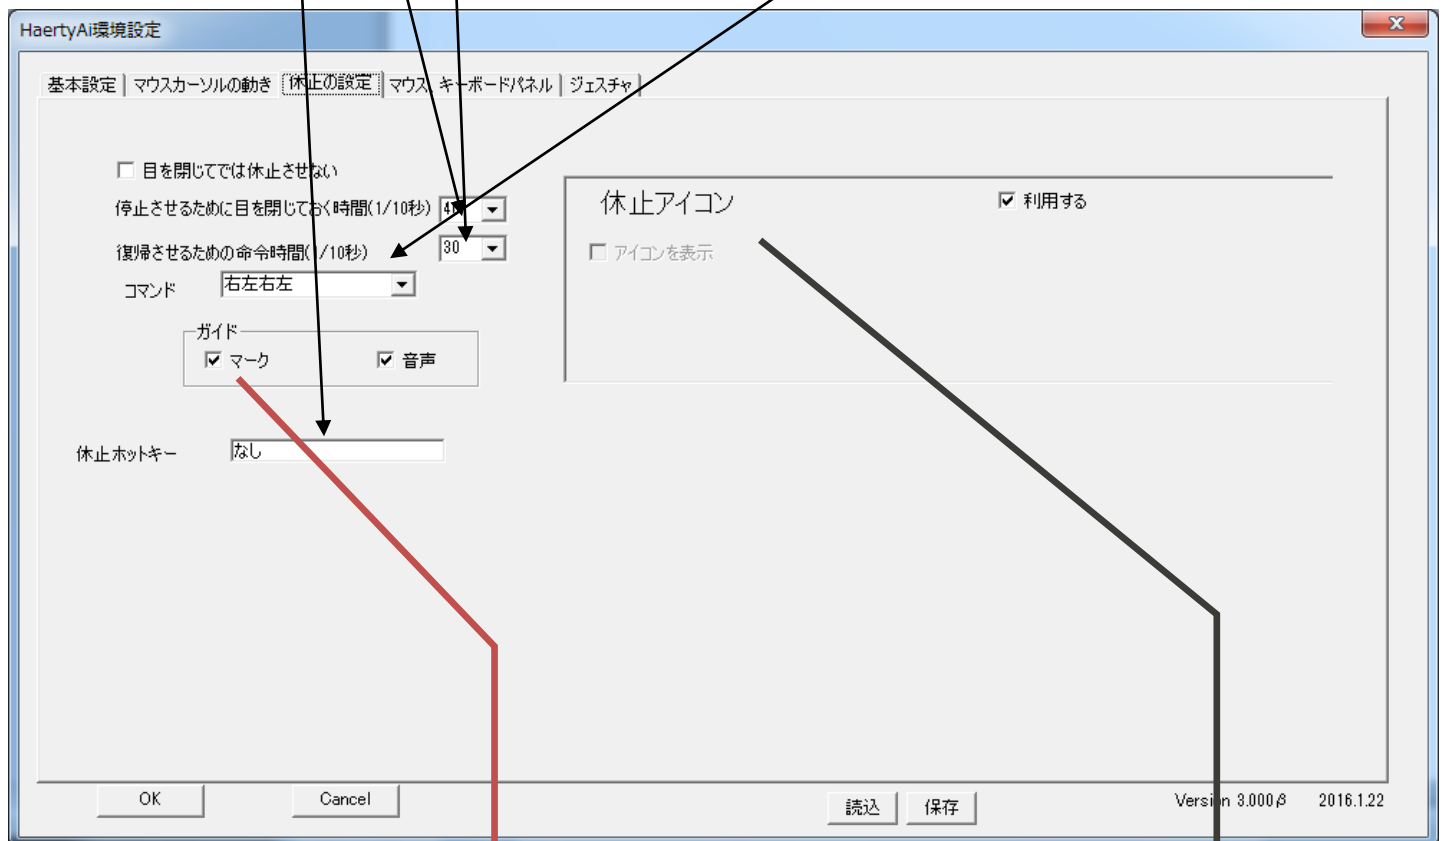 HaertyAi環境設定
基本設定 マウスカーソルの動き 休止の設定 マウス、キーボードパネル ジェスチャ
目を閉じてでは休止させない
停止させるために目を閉じておく時間(1/10秒)
復帰させるための命令時間(1/10秒) 30
コマンド 右左右左
ガイド
マーク 音声
休止ホットキー なし
休止アイコン 利用する
アイコンを表示
OK Cancel 読込 保存 Version 3.000β 2016.1.22